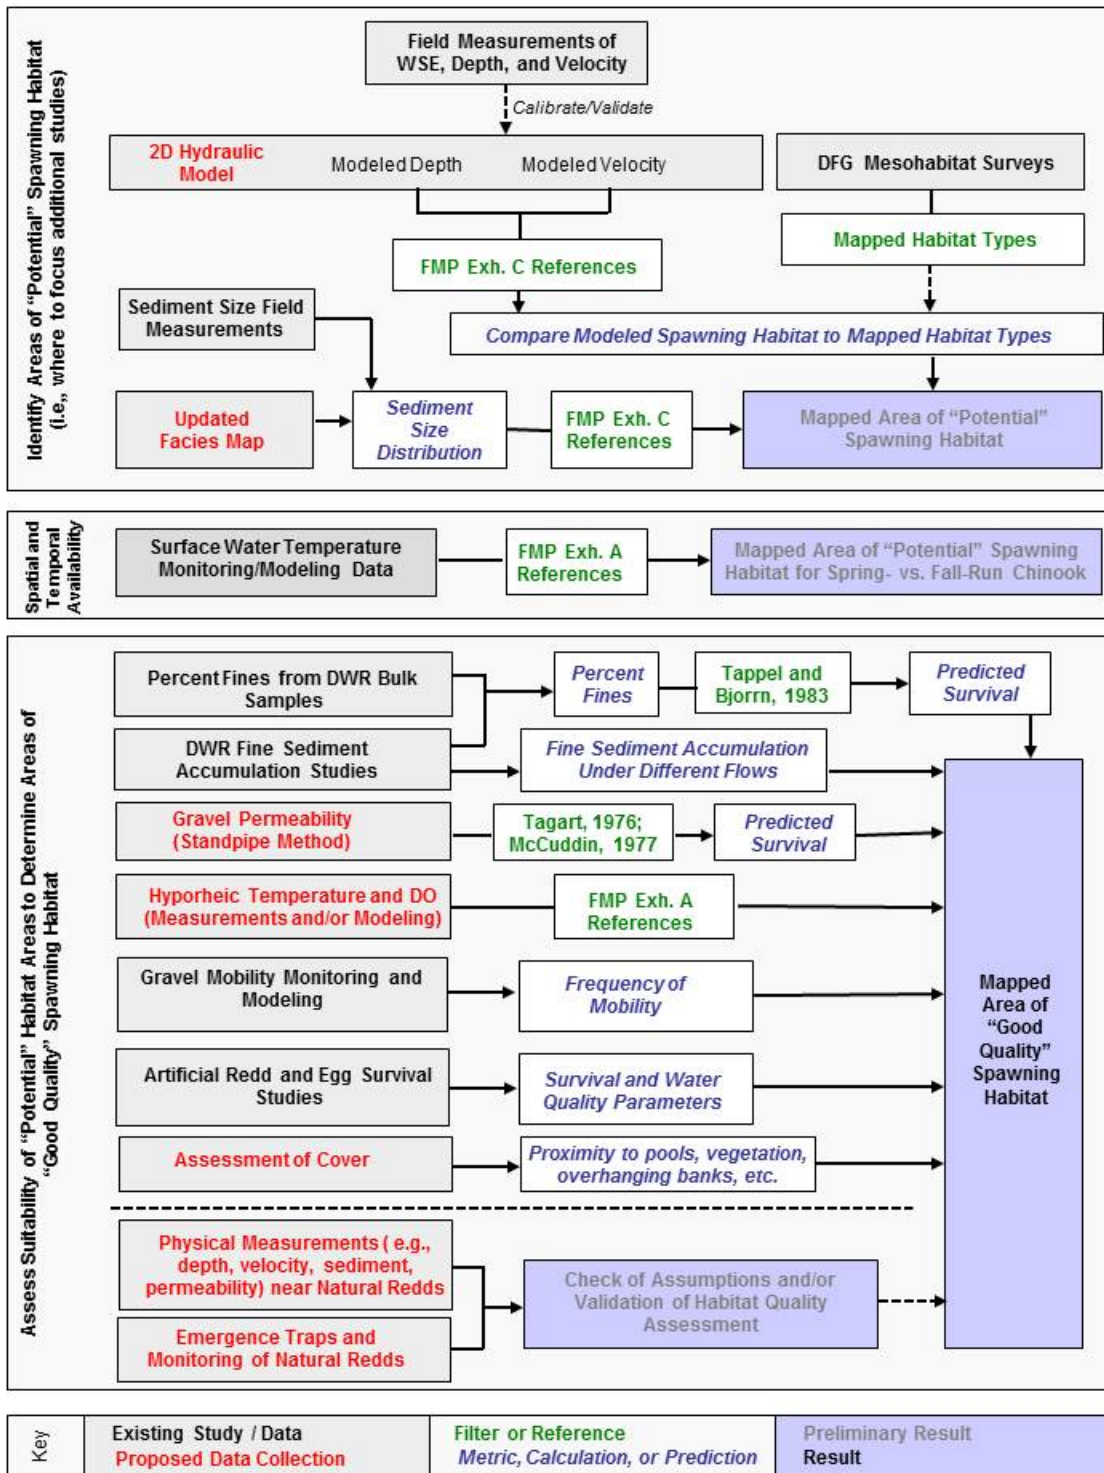 Identify Areas of “Potential” Spawning Habitat
(i.e,, where to focus additional studies)
Field Measurements of
WSE, Depth, and Velocity
Calibrate/Validate
2D Hydraulic
Model
Modeled Depth
Modeled Velocity
DFG Mesohabitat Surveys
Mapped Habitat Types
FMP Exh. C References
Sediment Size Field
Measurements
Compare Modeled Spawning Habitat to Mapped Habitat Types
Updated
Facies Map
Sediment
Size
Distribution
FMP Exh. C
References
Mapped Area of “Potential”
Spawning Habitat
Spatial and
Temporal
Availability
Surface Water Temperature
Monitoring/Modeling Data
FMP Exh. A
References
Mapped Area of “Potential” Spawning
Habitat for Spring- vs. Fall-Run Chinook
Assess Suitability of “Potential” Habitat Areas to Determine Areas of
“Good Quality” Spawning Habitat
Percent Fines from DWR Bulk
Samples
Percent
Fines
Tappel and
Bjorrn, 1983
Predicted
Survival
DWR Fine Sediment
Accumulation Studies
Fine Sediment Accumulation
Under Different Flows
Gravel Permeability
(Standpipe Method)
Tagart, 1976;
McCuddin, 1977
Predicted
Survival
Hyporheic Temperature and DO
(Measurements and/or Modeling)
FMP Exh. A
References
Gravel Mobility Monitoring and
Modeling
Frequency of
Mobility
Mapped
Area of
“Good
Quality”
Spawning
Habitat
Artificial Redd and Egg Survival
Studies
Survival and Water
Quality Parameters
Assessment of Cover
Proximity to pools, vegetation,
overhanging banks, etc.
Physical Measurements ( e.g.,
depth, velocity, sediment,
permeability) near Natural Redds
Emergence Traps and
Monitoring of Natural Redds
Check of Assumptions and/or
Validation of Habitat Quality
Assessment
Key
Existing Study / Data
Proposed Data Collection
Filter or Reference
Metric, Calculation, or Prediction
Preliminary Result
Result